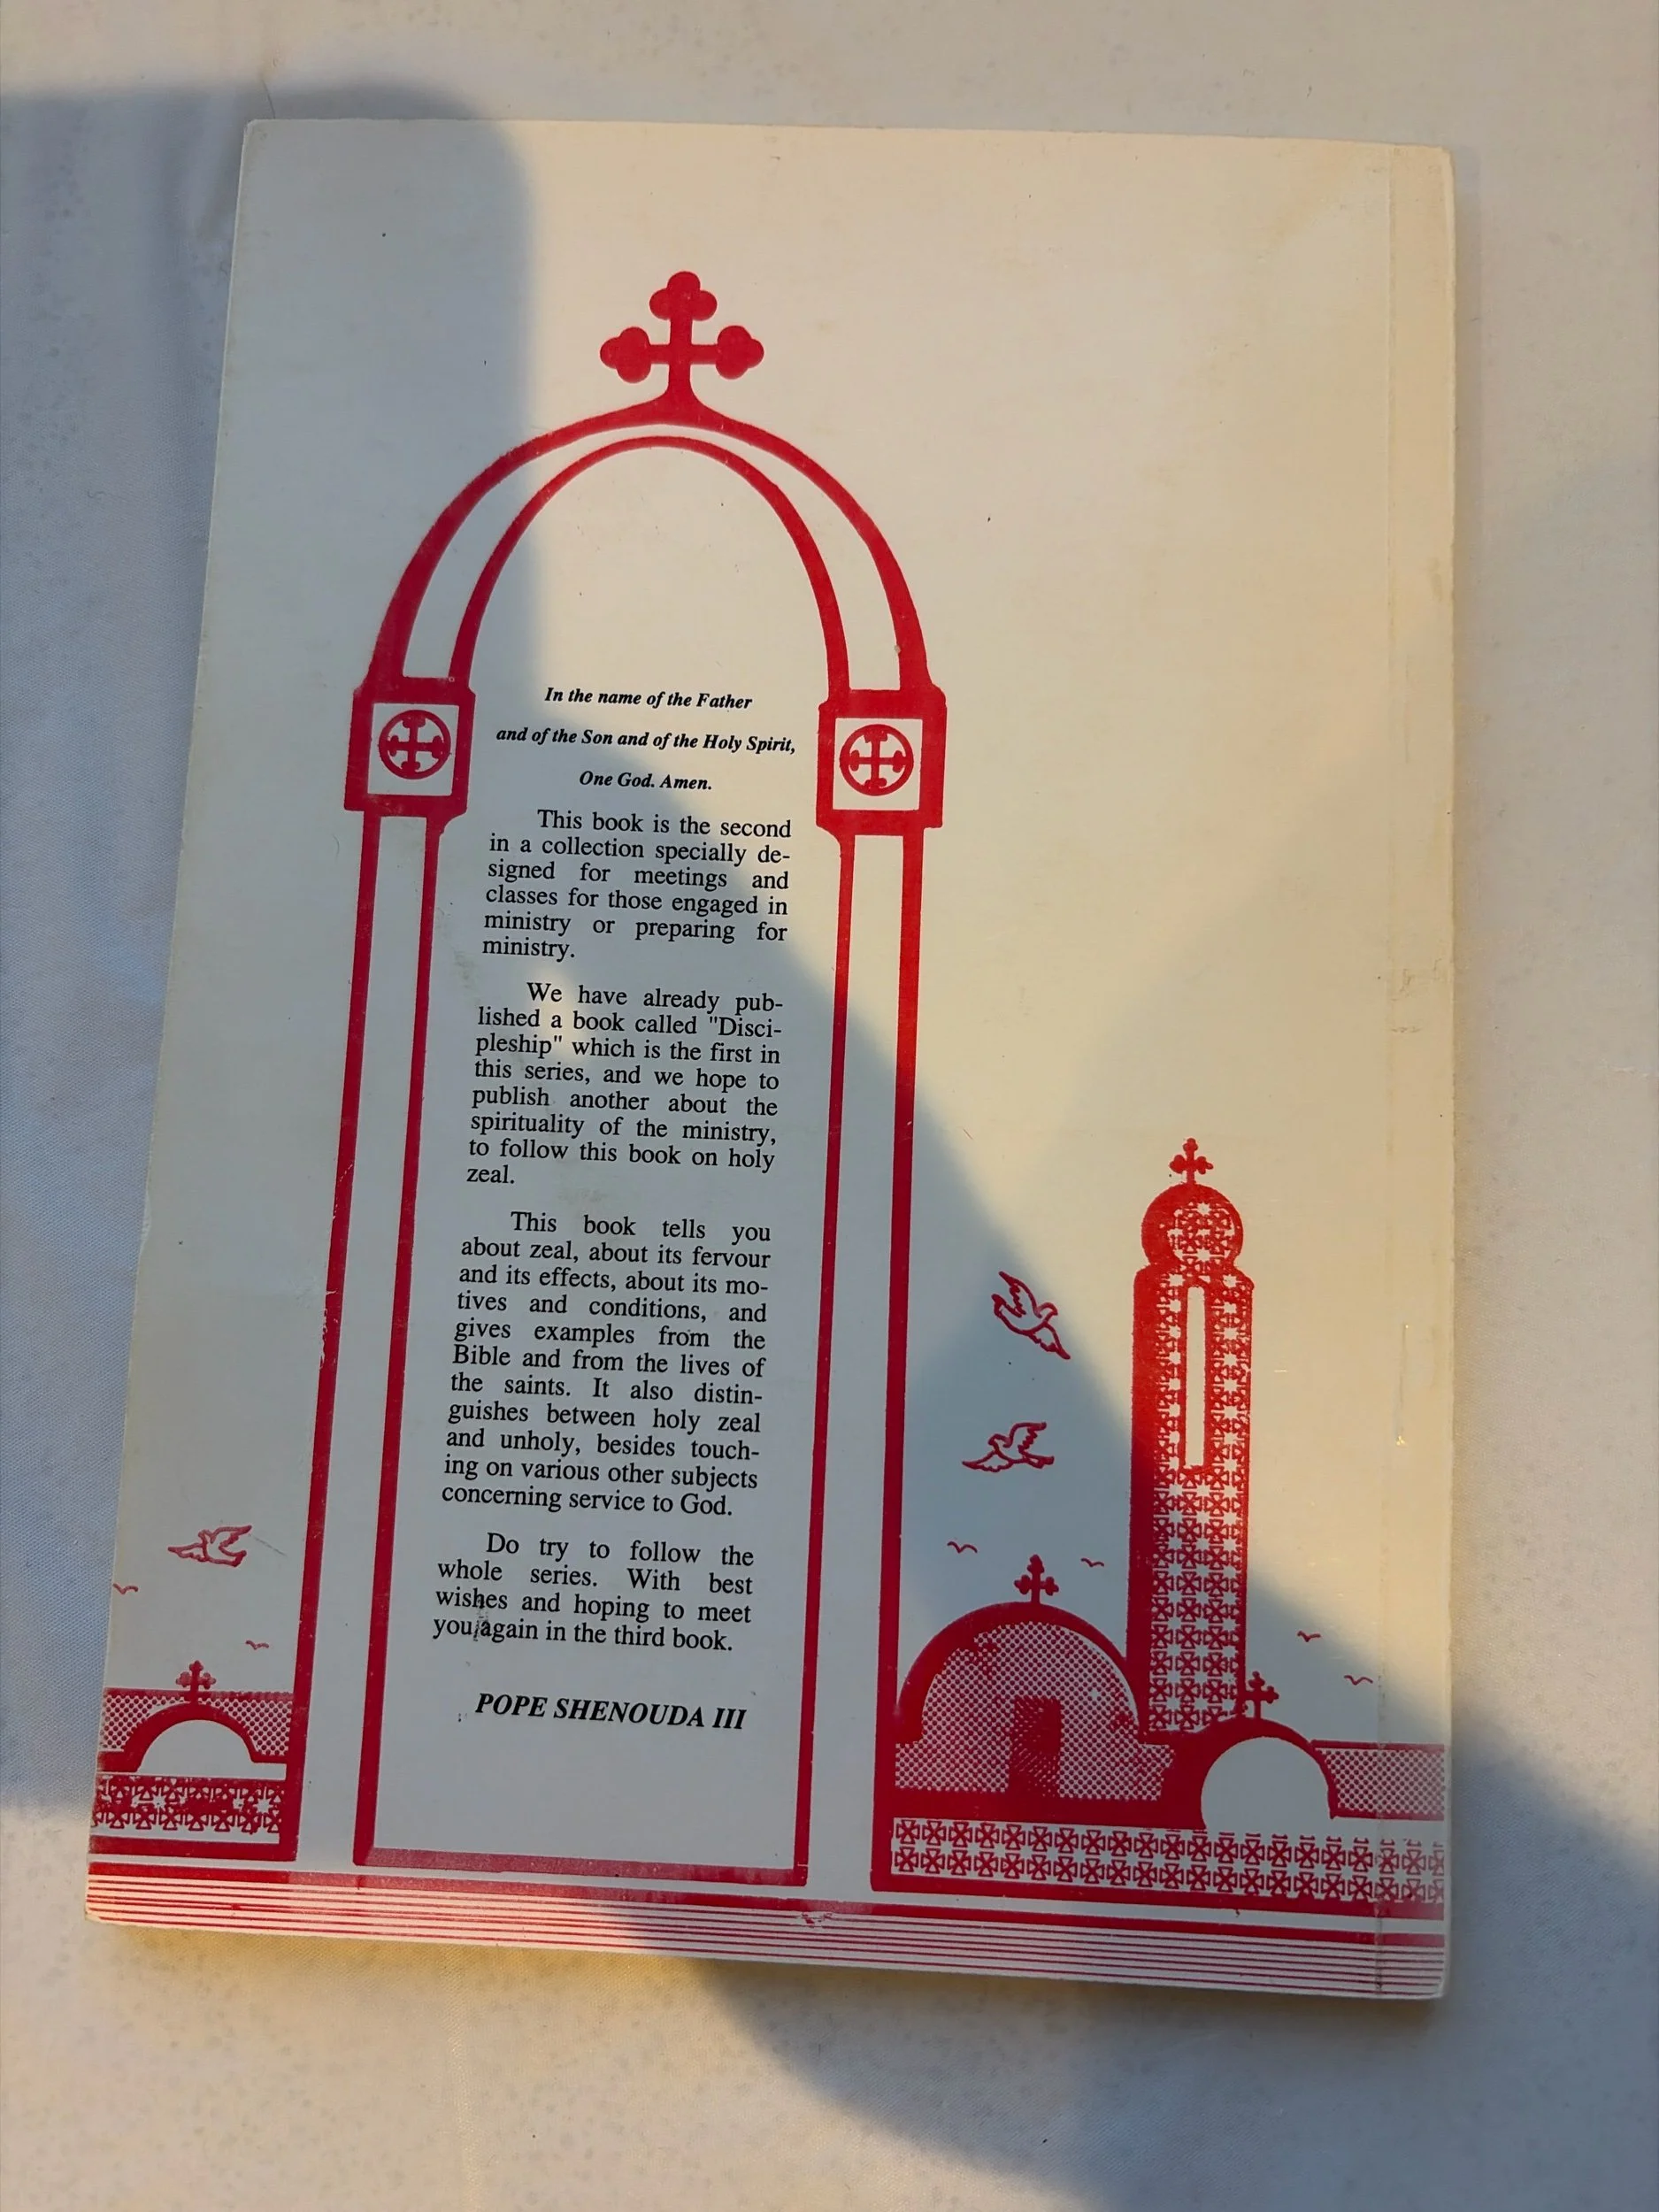 In the name of the Father
and of the Son and of the Holy Spirit,
One God. Amen.
This book is the second
in a collection specially de-
signed for meetings and
classes for those engaged in
ministry or preparing for
ministry.
We have already pub-
lished a book called "Disci-
pleship" which is the first in
this series, and we hope to
publish another about the
spirituality of the ministry,
to follow this book on holy
zeal.
This book tells you
about zeal, about its fervour
and its effects, about its mo-
tives and conditions, and
gives examples from the
Bible and from the lives of
the saints. It also distin-
guishes between holy zeal
and unholy, besides touch-
ing on various other subjects
concerning service to God.
Do try to follow the
whole series. With best
wishes and hoping to meet
you again in the third book.
POPE SHENOUDA III